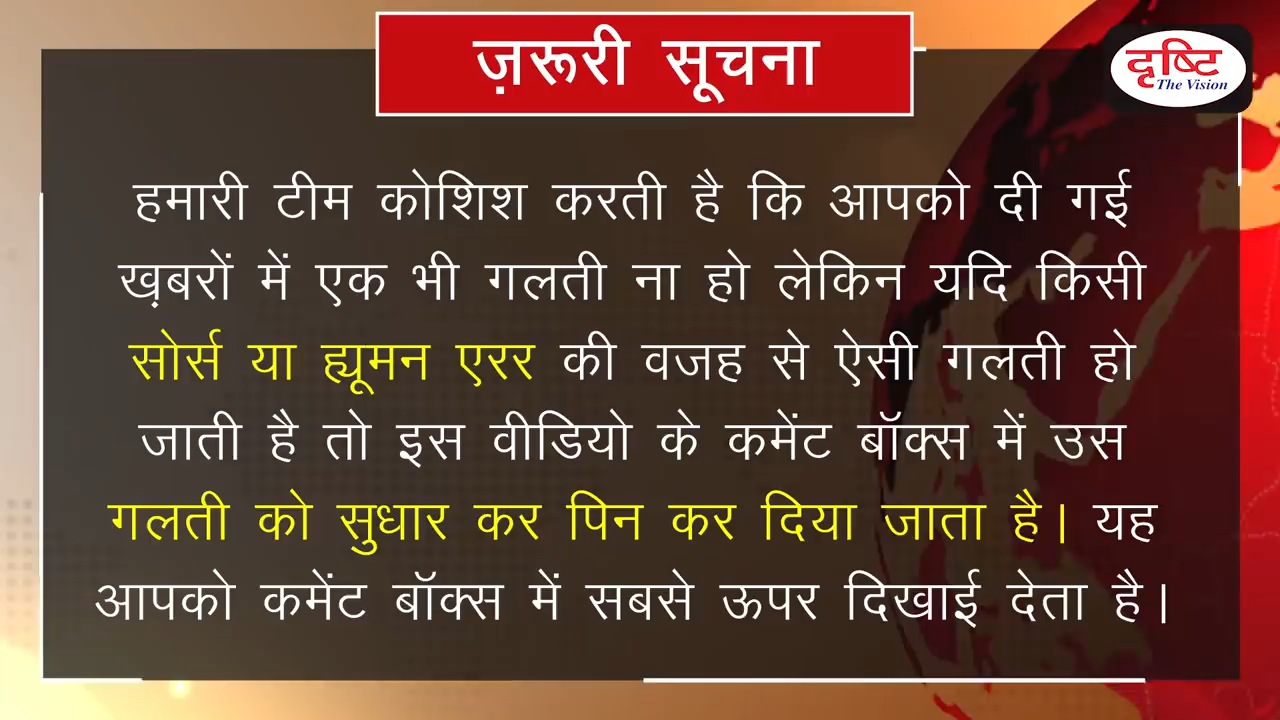 ज़रूरी सूचना
दृष्टि
The Vision
हमारी टीम कोशिश करती है कि आपको दी गई
ख़बरों में एक भी गलती ना हो लेकिन यदि किसी
सोर्स या ह्यूमन एरर की वजह से ऐसी गलती हो
जाती है तो इस वीडियो के कमेंट बॉक्स में उस
गलती को सुधार कर पिन कर दिया जाता है। यह
आपको कमेंट बॉक्स में सबसे ऊपर दिखाई देता है।